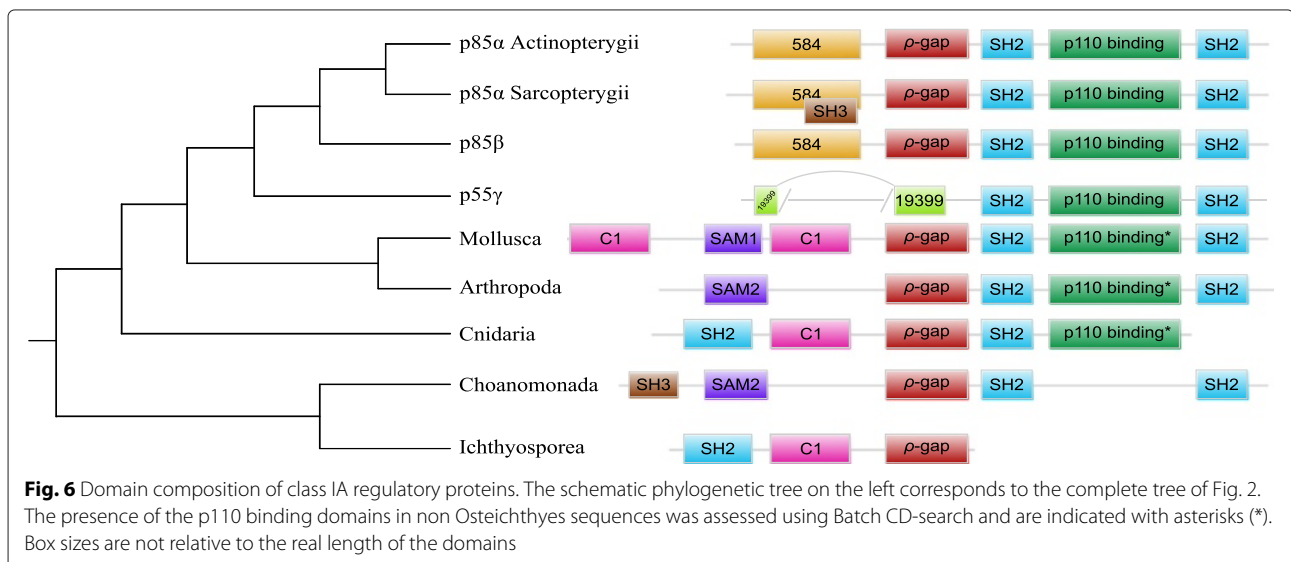 p85α Actinopterygii 584 ρ-gap SH2 p110 binding SH2
p85α Sarcopterygii 584 SH3 ρ-gap SH2 p110 binding SH2
p85β 584 ρ-gap SH2 p110 binding SH2
p55γ 19399 19399 SH2 p110 binding SH2
Mollusca C1 SAM1 C1 ρ-gap SH2 p110 binding* SH2
Arthropoda SAM2 ρ-gap SH2 p110 binding* SH2
Cnidaria SH2 C1 ρ-gap SH2 p110 binding*
Choanomonada SH3 SAM2 ρ-gap SH2 SH2
Ichthyosporea SH2 C1 ρ-gap
Fig. 6 Domain composition of class IA regulatory proteins. The schematic phylogenetic tree on the left corresponds to the complete tree of Fig. 2.
The presence of the p110 binding domains in non Osteichthyes sequences was assessed using Batch CD-search and are indicated with asterisks (*).
Box sizes are not relative to the real length of the domains